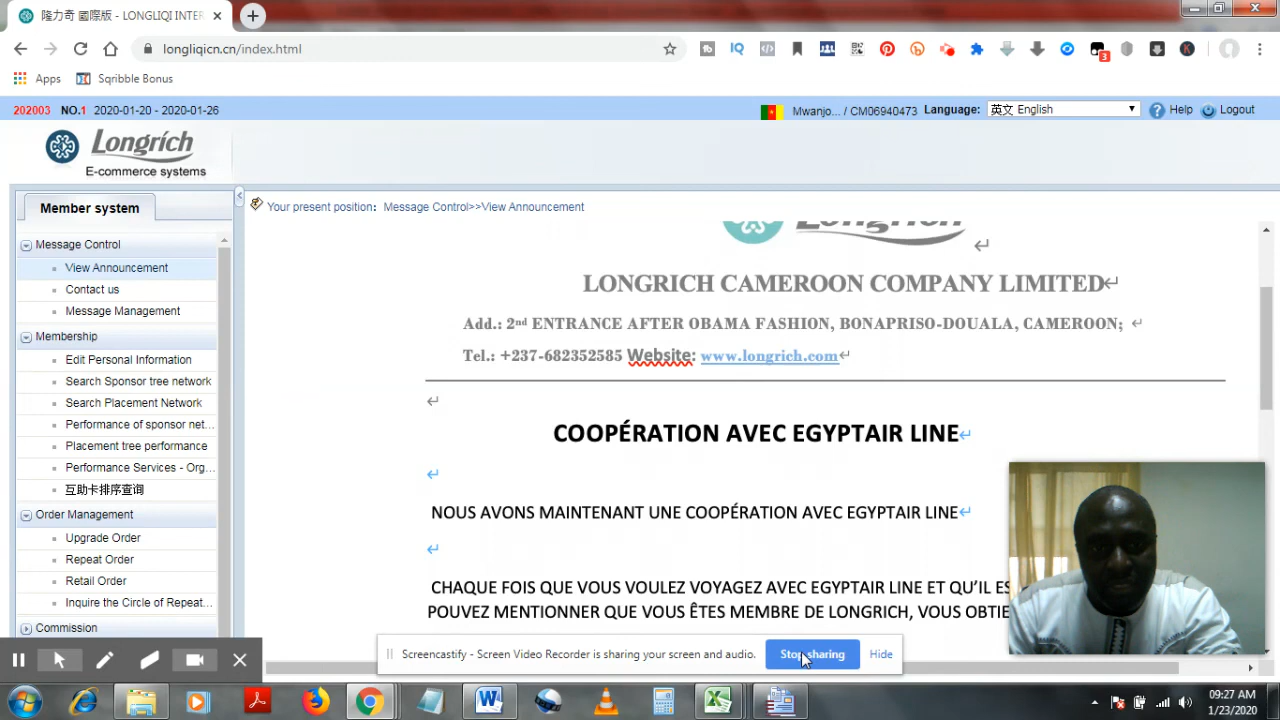 隆力奇 國際版 - LONGLIQI INTER
longliqicn.cn/index.html
3
Apps Sqribble Bonus
202003 NO.1 2020-01-20 - 2020-01-26
Mwanjo... / CM06940473 Language: 英文 English Help Logout
Longrich
E-commerce systems
Member system
Your present position: Message Control>>View Announcement
Message Control
View Announcement
Contact us
Message Management
Membership
Edit Personal Information
Search Sponsor tree network
Search Placement Network
Performance of sponsor net...
Placement tree performance
Performance Services - Org...
互助卡排序查询
Order Management
Upgrade Order
Repeat Order
Retail Order
Inquire the Circle of Repeat...
Commission
Longrich
LONGRICH CAMEROON COMPANY LIMITED
Add.: 2nd ENTRANCE AFTER OBAMA FASHION, BONAPRISO-DOUALA, CAMEROON;
Tel.: +237-682352585 Website: www.longrich.com
COOPÉRATION AVEC EGYPTAIR LINE
NOUS AVONS MAINTENANT UNE COOPÉRATION AVEC EGYPTAIR LINE
CHAQUE FOIS QUE VOUS VOULEZ VOYAGEZ AVEC EGYPTAIR LINE ET QU'IL ES
POUVEZ MENTIONNER QUE VOUS ÊTES MEMBRE DE LONGRICH, VOUS OBTIE
Screencastify - Screen Video Recorder is sharing your screen and audio. Stop sharing Hide
09:27 AM
1/23/2020